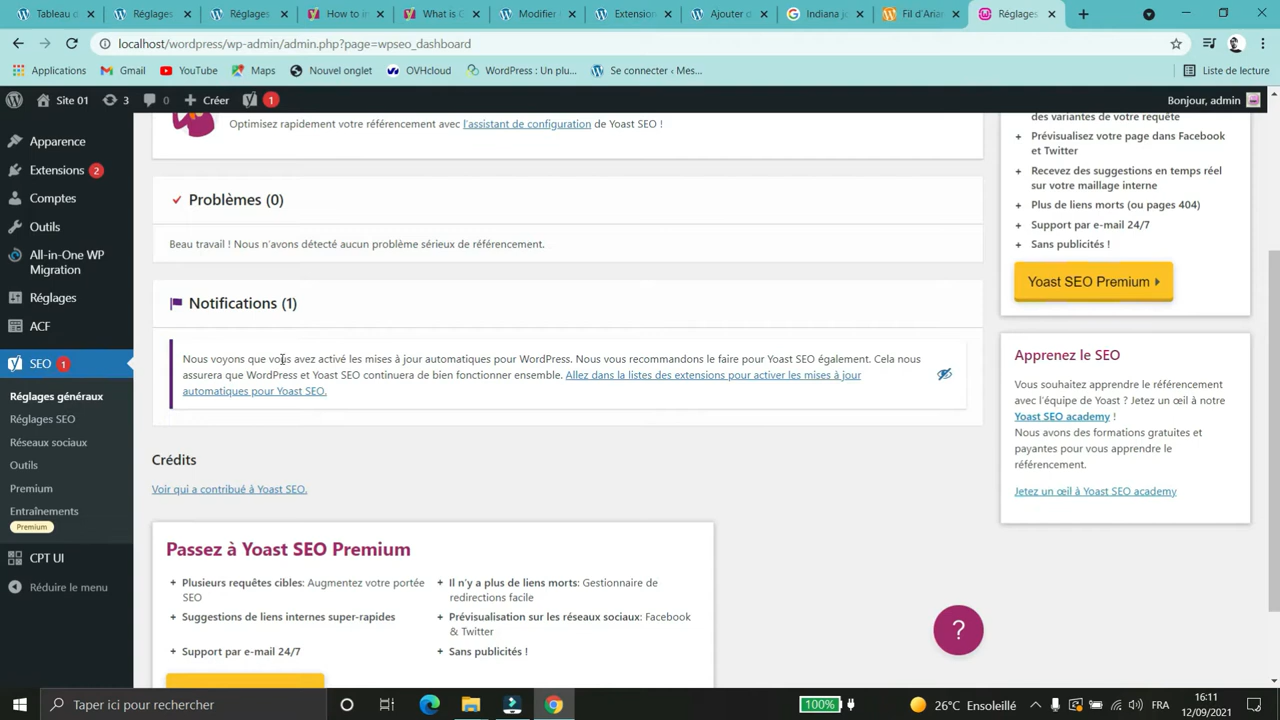 Tableau d
Réglages
Réglages
How to in
What is C
Modifier
Extension
Ajouter d
Indiana jo
Fil d'Arian
Réglages
localhost/wordpress/wp-admin/admin.php?page=wpseo_dashboard
Applications
Gmail
YouTube
Maps
Nouvel onglet
OVHcloud
WordPress : Un plu...
Se connecter ‹ Mes...
Liste de lecture
Site 01
3
0
Créer
1
Bonjour, admin
Apparence
Extensions 2
Comptes
Outils
All-in-One WP
Migration
Réglages
ACF
SEO 1
Réglages généraux
Réglages SEO
Réseaux sociaux
Outils
Premium
Entraînements
Premium
CPT UI
Réduire le menu
Optimisez rapidement votre référencement avec l'assistant de configuration de Yoast SEO !
Problèmes (0)
Beau travail ! Nous n'avons détecté aucun problème sérieux de référencement.
Notifications (1)
Nous voyons que vous avez activé les mises à jour automatiques pour WordPress. Nous vous recommandons le faire pour Yoast SEO également. Cela nous
assurera que WordPress et Yoast SEO continuera de bien fonctionner ensemble. Allez dans la listes des extensions pour activer les mises à jour
automatiques pour Yoast SEO.
Crédits
Voir qui a contribué à Yoast SEO.
Passez à Yoast SEO Premium
+ Plusieurs requêtes cibles: Augmentez votre portée
SEO
+ Suggestions de liens internes super-rapides
+ Support par e-mail 24/7
+ Il n'y a plus de liens morts: Gestionnaire de
redirections facile
+ Prévisualisation sur les réseaux sociaux: Facebook
& Twitter
+ Sans publicités !
des variantes de votre requête
+ Prévisualisez votre page dans Facebook
et Twitter
+ Recevez des suggestions en temps réel
sur votre maillage interne
+ Plus de liens morts (ou pages 404)
+ Support par e-mail 24/7
+ Sans publicités !
Yoast SEO Premium
Apprenez le SEO
Vous souhaitez apprendre le référencement
avec l'équipe de Yoast ? Jetez un œil à notre
Yoast SEO academy !
Nous avons des formations gratuites et
payantes pour vous apprendre le
référencement.
Jetez un œil à Yoast SEO academy
?
Taper ici pour rechercher
100%
26°C Ensoleillé
FR
16:11
12/09/2021